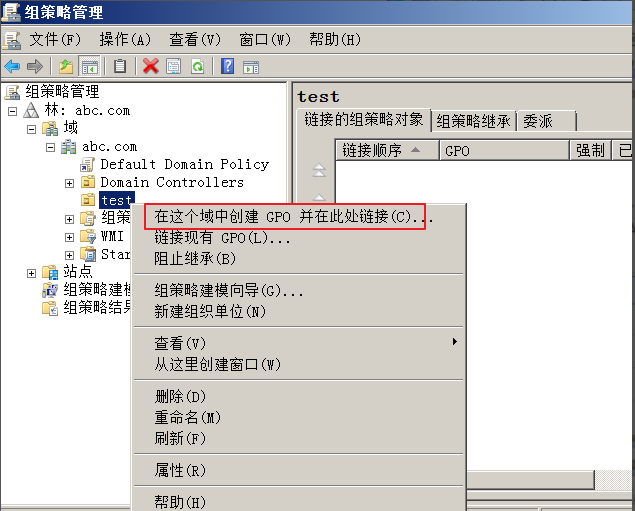 组策略管理
文件(F) 操作(A) 查看(V) 窗口(W) 帮助(H)
组策略管理
林: abc.com
域
abc.com
Default Domain Policy
Domain Controllers
test
组策
WMI
Star
站点
组策略建模
组策略结果
test
链接的组策略对象 组策略继承 委派
链接顺序 GPO 强制 已
在这个域中创建 GPO 并在此处链接(C)...
链接现有 GPO(L)...
阻止继承(B)
组策略建模向导(G)...
新建组织单位(N)
查看(V)
从这里创建窗口(W)
删除(D)
重命名(M)
刷新(F)
属性(R)
帮助(H)